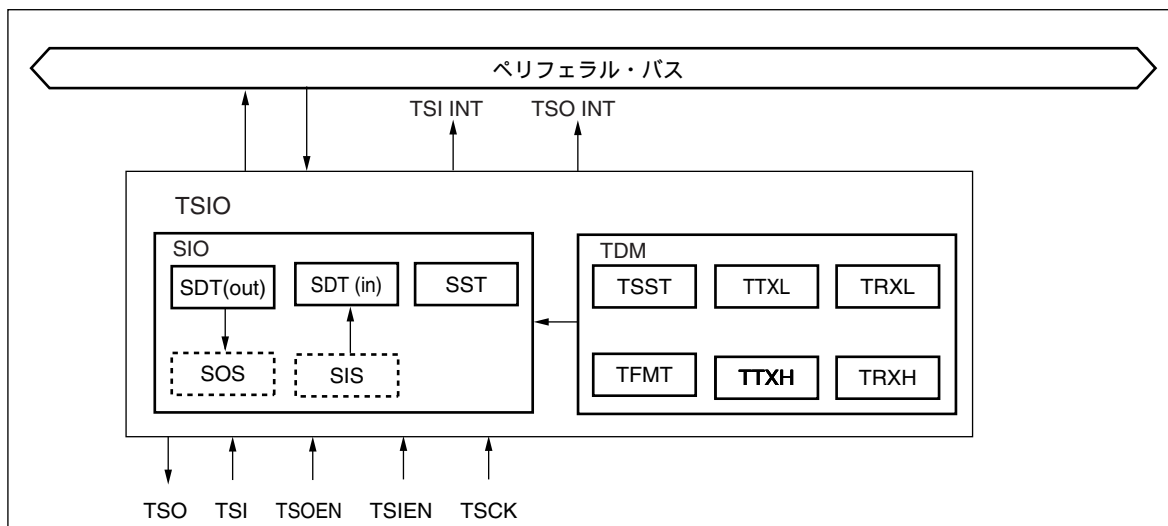 ペリフェラル・バス
TSI INT TSO INT
TSIO
SIO
SDT(out) SDT (in) SST
SOS SIS
TDM
TSST TTXL TRXL
TFMT TTXH TRXH
TSO TSI TSOEN TSIEN TSCK